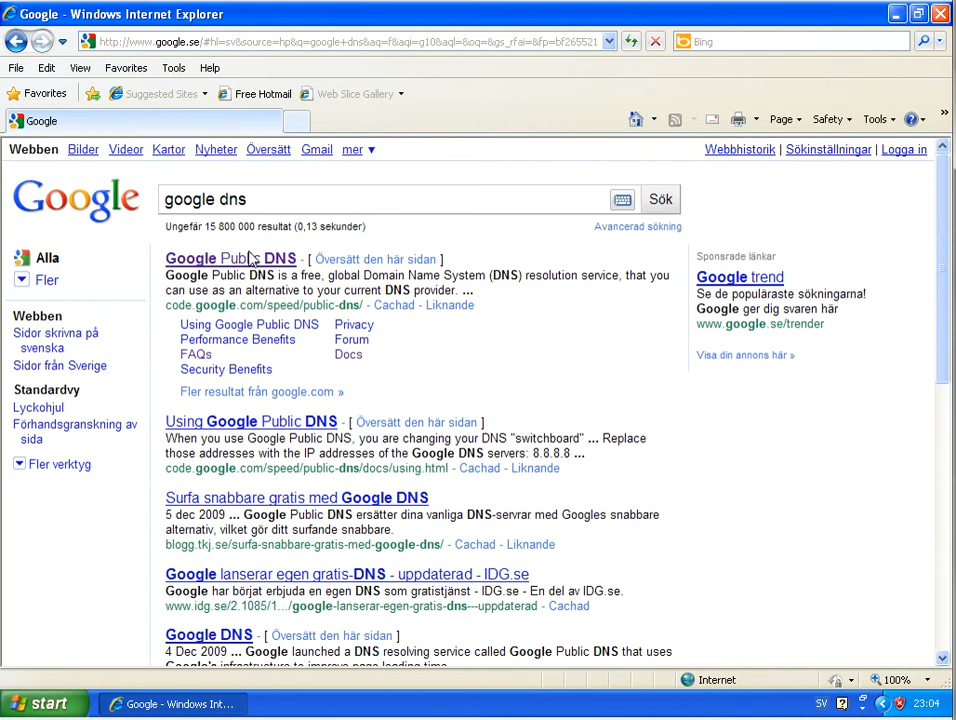 Google - Windows Internet Explorer
http://www.google.se/#hl=sv&source=hp&q=google+dns&aq=f&aqi=g10&aql=&oq=&gs_rfai=&fp=bf265521
Bing
File Edit View Favorites Tools Help
Favorites Suggested Sites Free Hotmail Web Slice Gallery
Google
Page Safety Tools
Webben Bilder Videor Kartor Nyheter Översätt Gmail mer ▼
Webbhistorik | Sökinställningar | Logga in
Google
google dns
Sök
Ungefär 15 800 000 resultat (0,13 sekunder)
Avancerad sökning
Alla
Fler
Webben
Sidor skrivna på
svenska
Sidor från Sverige
Standardvy
Lyckohjul
Förhandsgranskning av
sida
Fler verktyg
Google Public DNS - [ Översätt den här sidan ]
Google Public DNS is a free, global Domain Name System (DNS) resolution service, that you
can use as an alternative to your current DNS provider. ...
code.google.com/speed/public-dns/ - Cachad - Liknande
Using Google Public DNS Privacy
Performance Benefits Forum
FAQs Docs
Security Benefits
Fler resultat från google.com »
Using Google Public DNS - [ Översätt den här sidan ]
When you use Google Public DNS, you are changing your DNS "switchboard" ... Replace
those addresses with the IP addresses of the Google DNS servers: 8.8.8.8 ...
code.google.com/speed/public-dns/docs/using.html - Cachad - Liknande
Surfa snabbare gratis med Google DNS
5 dec 2009 ... Google Public DNS ersätter dina vanliga DNS-servrar med Googles snabbare
alternativ, vilket gör ditt surfande snabbare.
blogg.tkj.se/surfa-snabbare-gratis-med-google-dns/ - Cachad - Liknande
Google lanserar egen gratis-DNS - uppdaterad - IDG.se
Google har börjat erbjuda en egen DNS som gratistjänst - IDG.se - En del av IDG.se.
www.idg.se/2.1085/1.../google-lanserar-egen-gratis-dns---uppdaterad - Cachad
Google DNS - [ Översätt den här sidan ]
4 Dec 2009 ... Google launched a DNS resolving service called Google Public DNS that uses
Google's infrastructure to improve page loading time.
Sponsrade länkar
Google trend
Se de populäraste sökningarna!
Google ger dig svaren här
www.google.se/trender
Visa din annons här »
Internet
100%
start
Google - Windows Int...
SV
23:04